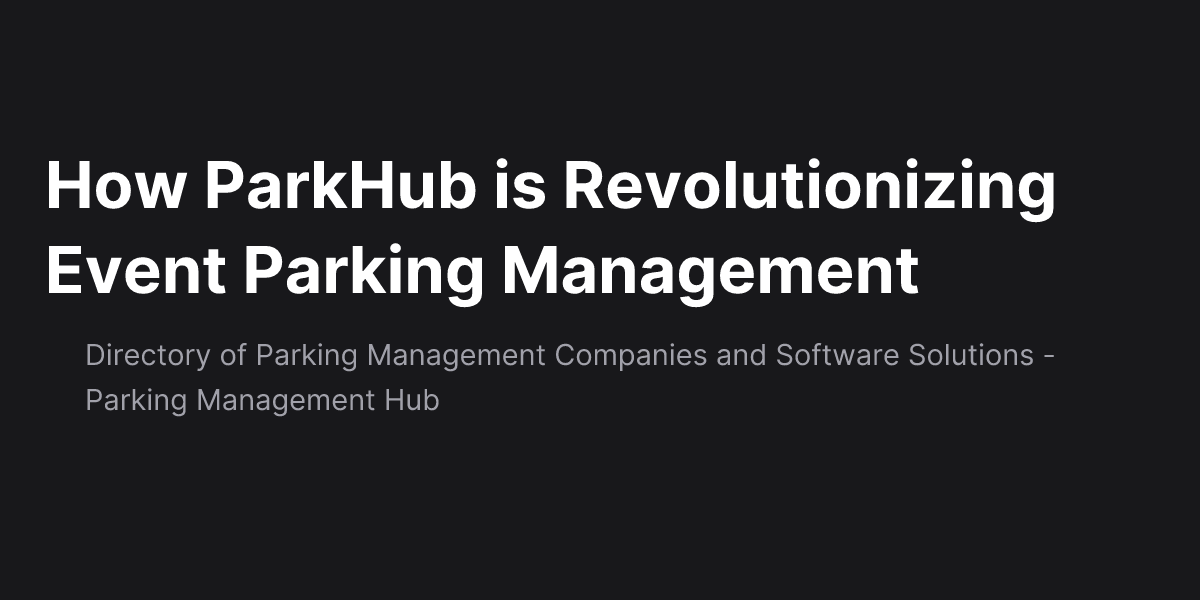 How ParkHub is Revolutionizing
Event Parking Management
Directory of Parking Management Companies and Software Solutions -
Parking Management Hub